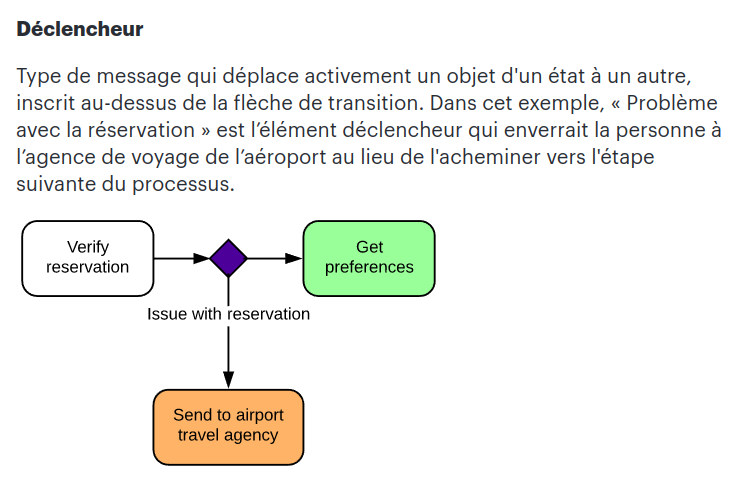 Déclencheur
Type de message qui déplace activement un objet d'un état à un autre,
inscrit au-dessus de la flèche de transition. Dans cet exemple, « Problème
avec la réservation » est l’élément déclencheur qui enverrait la personne à
l’agence de voyage de l’aéroport au lieu de l'acheminer vers l'étape
suivante du processus.
Verify
reservation
Get
preferences
Issue with reservation
Send to airport
travel agency